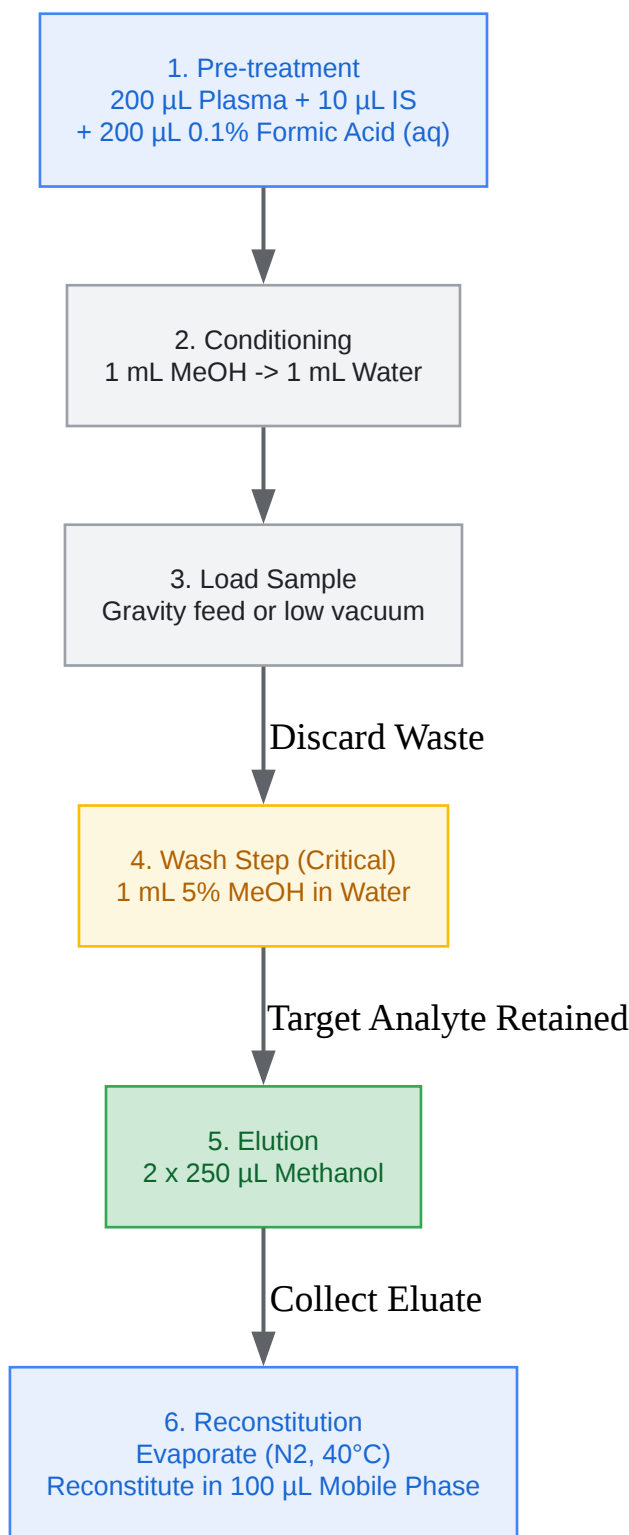 1. Pre-treatment
200 µL Plasma + 10 µL IS
+ 200 µL 0.1% Formic Acid (aq)
2. Conditioning
1 mL MeOH -> 1 mL Water
3. Load Sample
Gravity feed or low vacuum
Discard Waste
4. Wash Step (Critical)
1 mL 5% MeOH in Water
Target Analyte Retained
5. Elution
2 x 250 µL Methanol
Collect Eluate
6. Reconstitution
Evaporate (N2, 40°C)
Reconstitute in 100 µL Mobile Phase